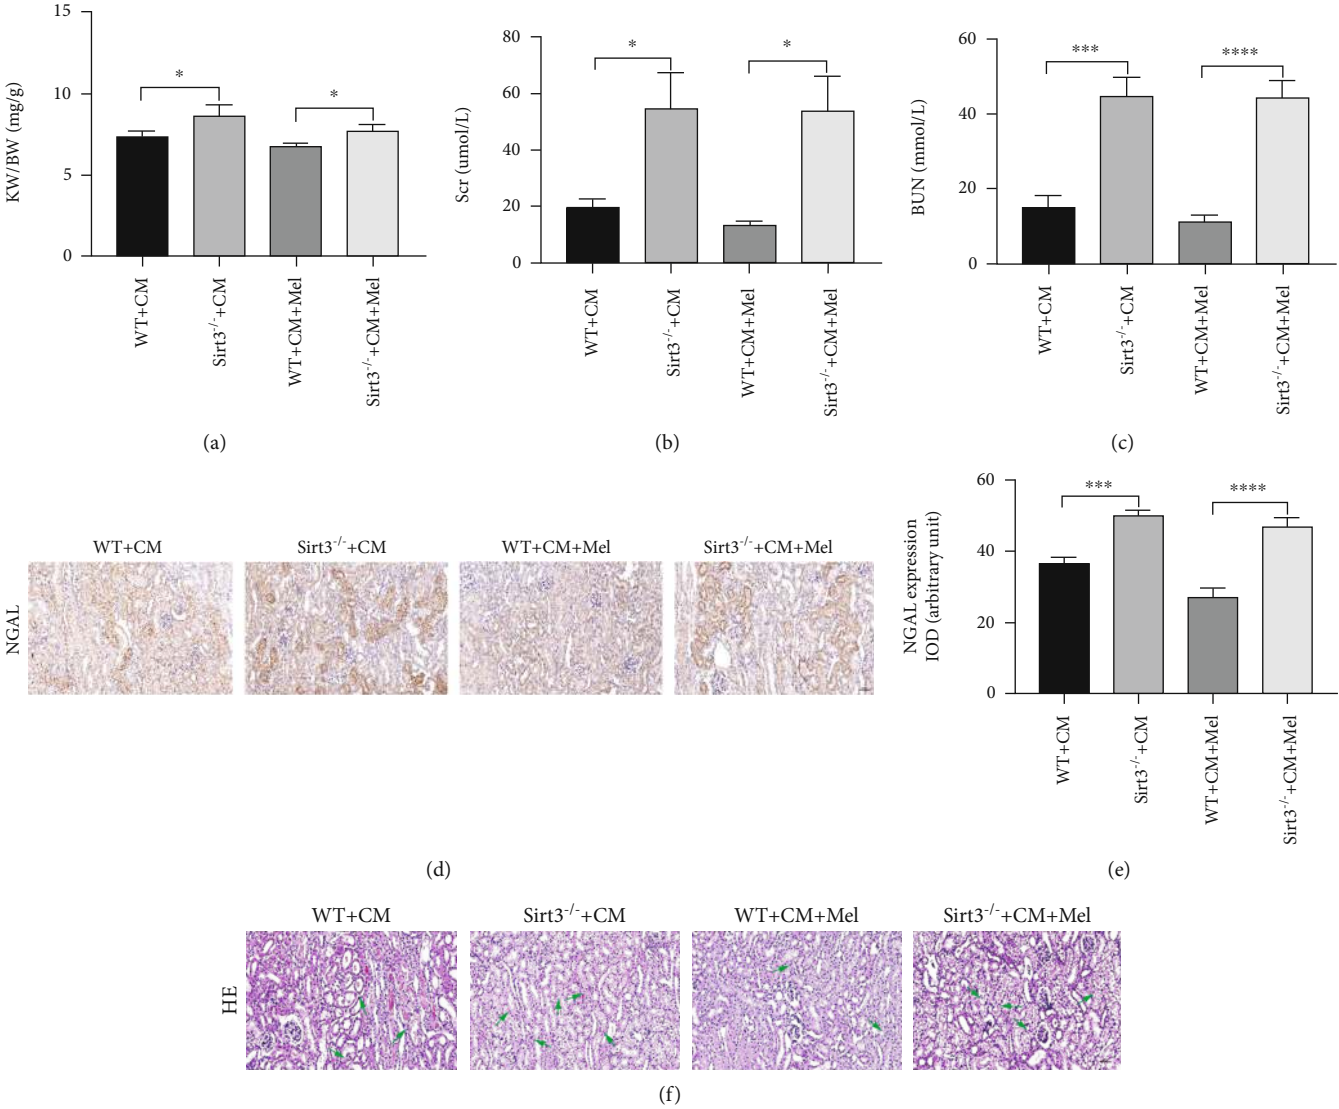 15
10
5
0
KW/BW (mg/g)
*
*
WT+CM
Sirt3-/-+CM
WT+CM+Mel
Sirt3-/-+CM+Mel
(a)
80
60
40
20
0
Scr (umol/L)
*
*
WT+CM
Sirt3-/-+CM
WT+CM+Mel
Sirt3-/-+CM+Mel
(b)
60
40
20
0
BUN (mmol/L)
***
****
WT+CM
Sirt3-/-+CM
WT+CM+Mel
Sirt3-/-+CM+Mel
(c)
NGAL
WT+CM
Sirt3-/-+CM
WT+CM+Mel
Sirt3-/-+CM+Mel
(d)
60
40
20
0
NGAL expression
IOD (arbitrary unit)
***
****
WT+CM
Sirt3-/-+CM
WT+CM+Mel
Sirt3-/-+CM+Mel
(e)
HE
WT+CM
Sirt3-/-+CM
WT+CM+Mel
Sirt3-/-+CM+Mel
(f)